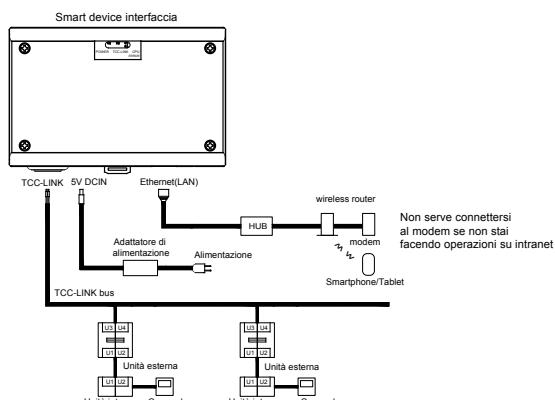 Smart device interfaccia
POWER TCC-LINK CPU
ERROR
TCC-LINK 5V DCIN Ethernet(LAN)
wireless router
HUB
Non serve connettersi
al modem se non stai
facendo operazioni su intranet
modem
Adattatore di
alimentazione
Alimentazione
Smartphone/Tablet
TCC-LINK bus
U3 U4 U3 U4
U1 U2 U1 U2
Unità esterna Unità esterna
U1 U2 U1 U2